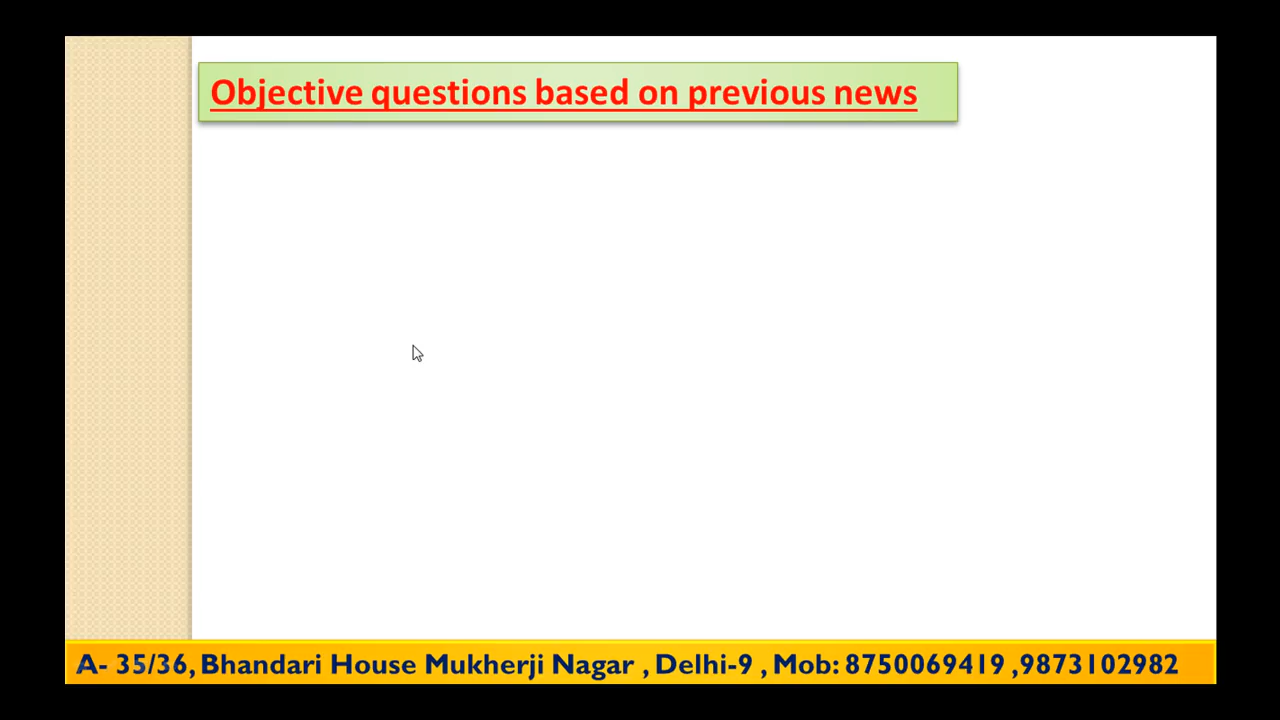 Objective questions based on previous news
A- 35/36, Bhandari House Mukherji Nagar , Delhi-9 , Mob: 8750069419 ,9873102982